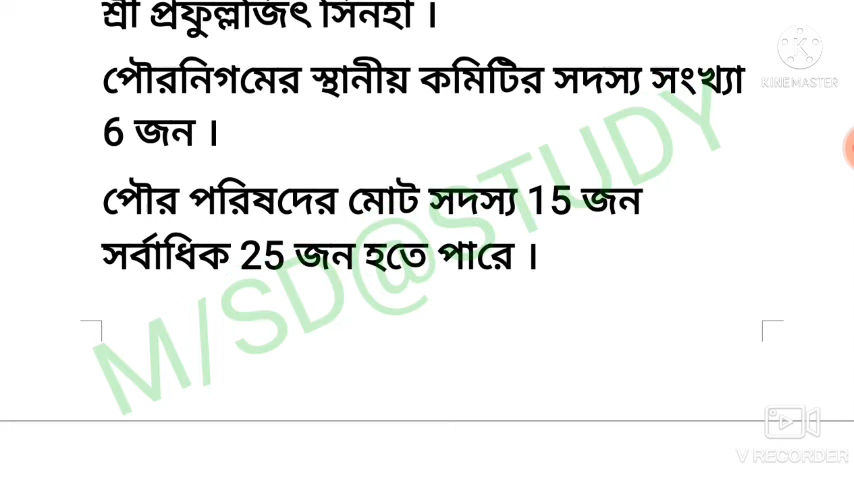 শ্রী প্রফুল্লজিৎ সিনহা ।
KINEMASTER
পৌরনিগমের স্থানীয় কমিটির সদস্য সংখ্যা
6 জন ।
পৌর পরিষদের মোট সদস্য 15 জন
সর্বাধিক 25 জন হতে পারে ।
M/SD@STUDY
V RECORDER